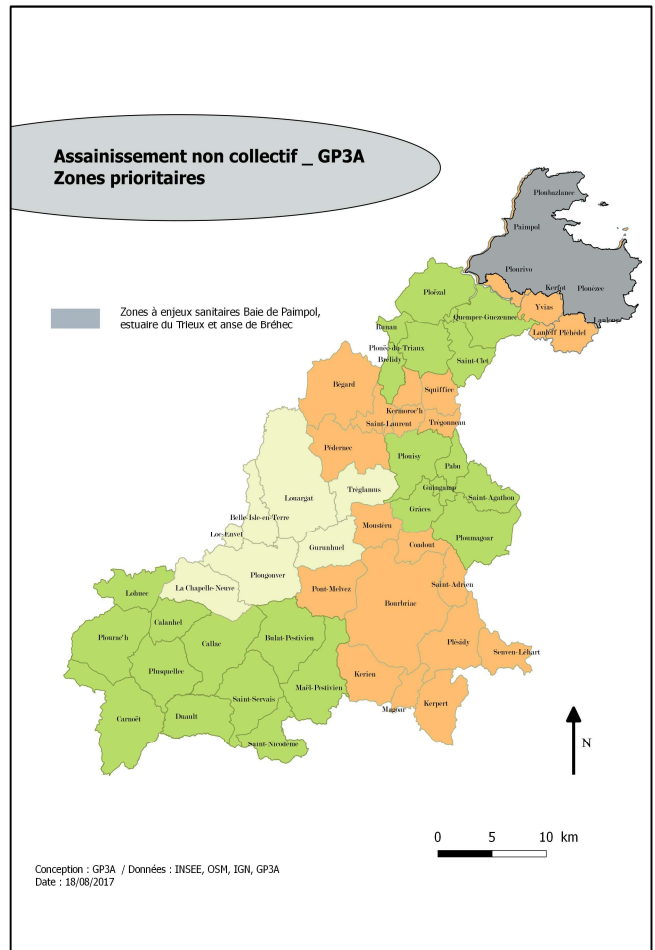 Assainissement non collectif _ GP3A
Zones prioritaires
Zones à enjeux sanitaires Baie de Paimpol,
estuaire du Trieux et anse de Bréhec
Ploubazlanec
Paimpol
Plourivo
Kerfot
Plouézec
Yvias
Lanleff
Pléhédel
Ploëzal
Quemper-Guezennec
Runan
Plouëc-du-Trieux
Brélidy
Saint-Clet
Bégard
Squiffiec
Kermoroc'h
Saint-Laurent
Trégonneau
Pédernec
Plouisy
Pabu
Guingamp
Saint-Agathon
Grâces
Ploumagoar
Tréglamus
Louargat
Belle-Isle-en-Terre
Loc-Envel
Gurunhuel
Moustéru
Coadout
Plougonver
La Chapelle-Neuve
Pont-Melvez
Saint-Adrien
Bourbriac
Lohuec
Calanhel
Plourac'h
Callac
Bulat-Pestivien
Plésidy
Senven-Léhart
Plusquellec
Kerien
Maël-Pestivien
Saint-Servais
Magoar
Kerpert
Carnoët
Duault
Saint-Nicodème
N
0 5 10 km
Conception : GP3A / Données : INSEE, OSM, IGN, GP3A
Date : 18/08/2017